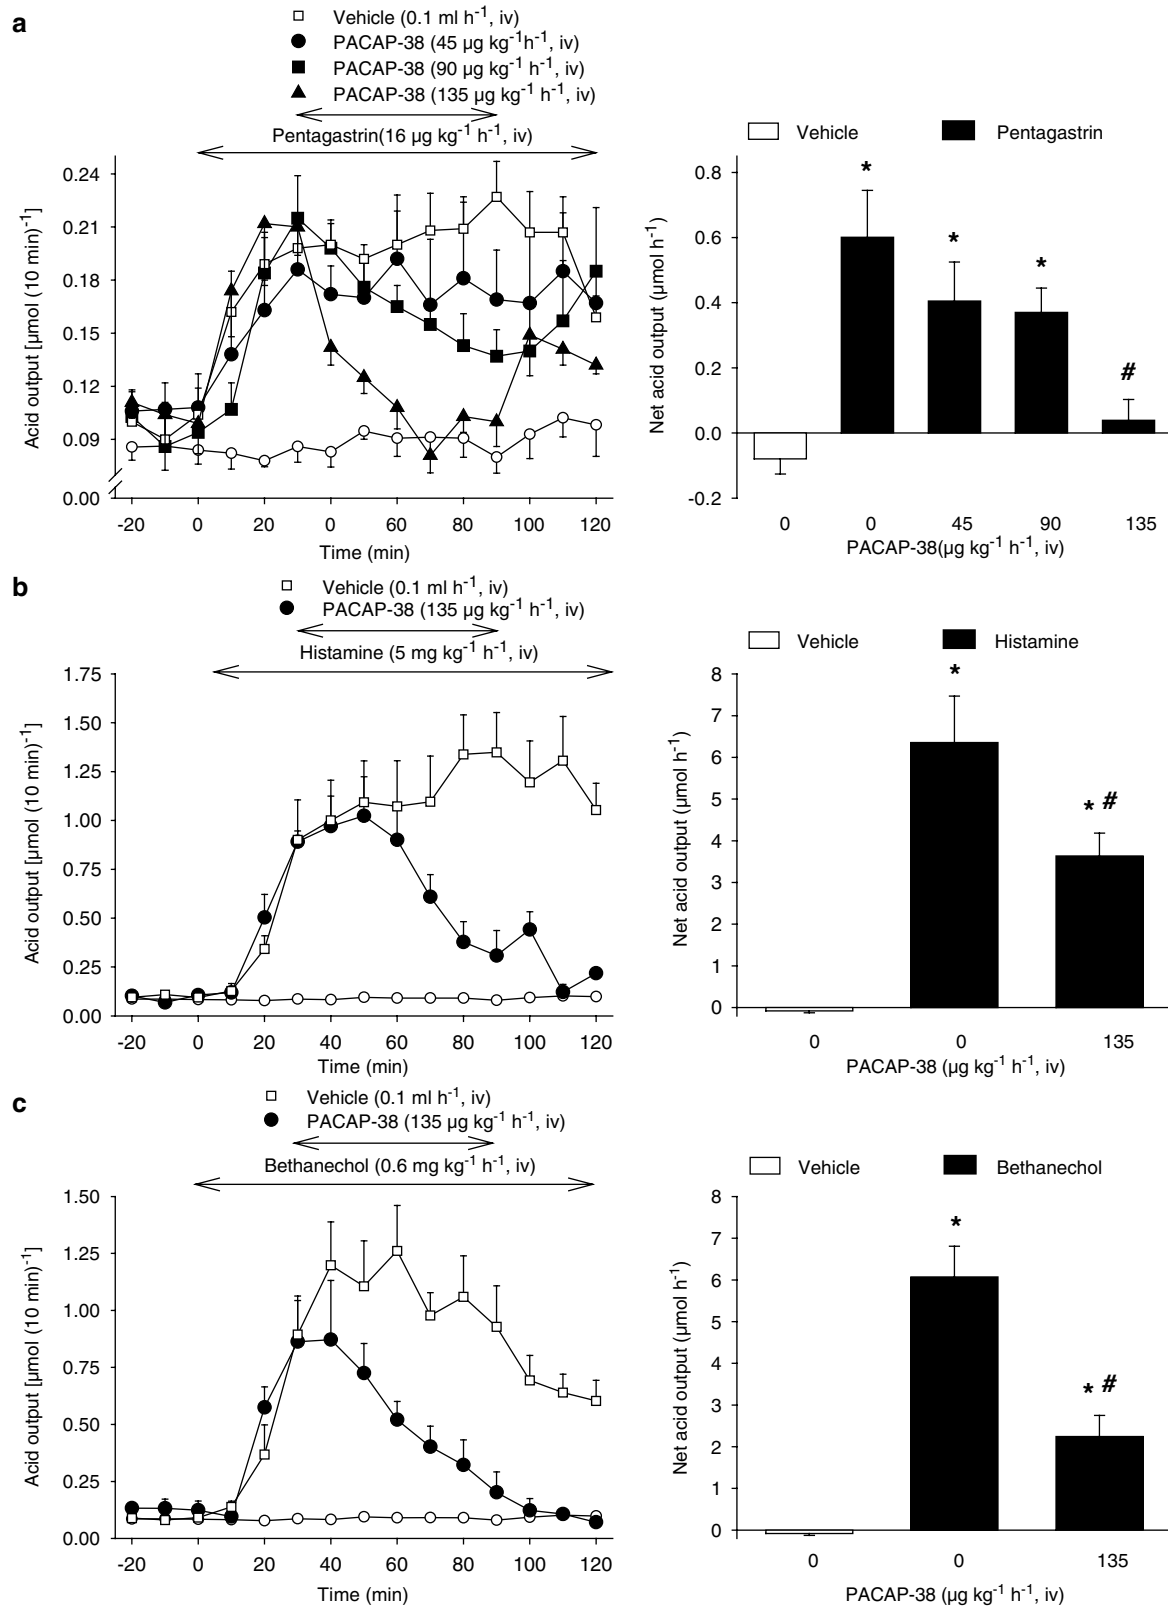 a
Vehicle (0.1 ml h-1, iv)
PACAP-38 (45 µg kg-1h-1, iv)
PACAP-38 (90 µg kg-1 h-1, iv)
PACAP-38 (135 µg kg-1 h-1, iv)
Pentagastrin(16 µg kg-1 h-1, iv)
Acid output [µmol (10 min)-1]
0.24
0.21
0.18
0.15
0.12
0.09
0.00
-20 0 20 0 60 80 100 120
Time (min)
Vehicle Pentagastrin
Net acid output (µmol h-1)
0.8
0.6
0.4
0.2
0.0
-0.2
* * * #
0 0 45 90 135
PACAP-38(µg kg-1 h-1, iv)
b
Vehicle (0.1 ml h-1, iv)
PACAP-38 (135 µg kg-1 h-1, iv)
Histamine (5 mg kg-1 h-1, iv)
Acid output [µmol (10 min)-1]
1.75
1.50
1.25
1.00
0.75
0.50
0.25
0.00
-20 0 20 40 60 80 100 120
Time (min)
Vehicle Histamine
Net acid output (µmol h-1)
8
7
6
5
4
3
2
1
0
* * #
0 0 135
PACAP-38 (µg kg-1 h-1, iv)
c
Vehicle (0.1 ml h-1, iv)
PACAP-38 (135 µg kg-1 h-1, iv)
Bethanechol (0.6 mg kg-1 h-1, iv)
Acid output [µmol (10 min)-1]
1.50
1.25
1.00
0.75
0.50
0.25
0.00
-20 0 20 40 60 80 100 120
Time (min)
Vehicle Bethanechol
Net acid output (µmol h-1)
8
7
6
5
4
3
2
1
0
* * #
0 0 135
PACAP-38 (µg kg-1 h-1, iv)